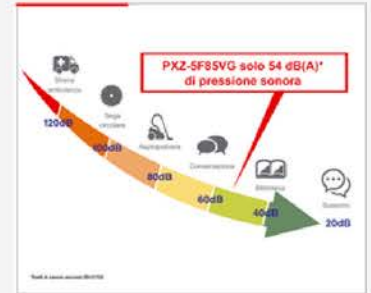 PXZ-5F85VG solo 54 dB(A)*
di pressione sonora
Sirena
ambulanza
Sega
circolare
Aspirapolvere
Conversazione
Biblioteca
Sussurro
120dB
100dB
80dB
60dB
40dB
20dB